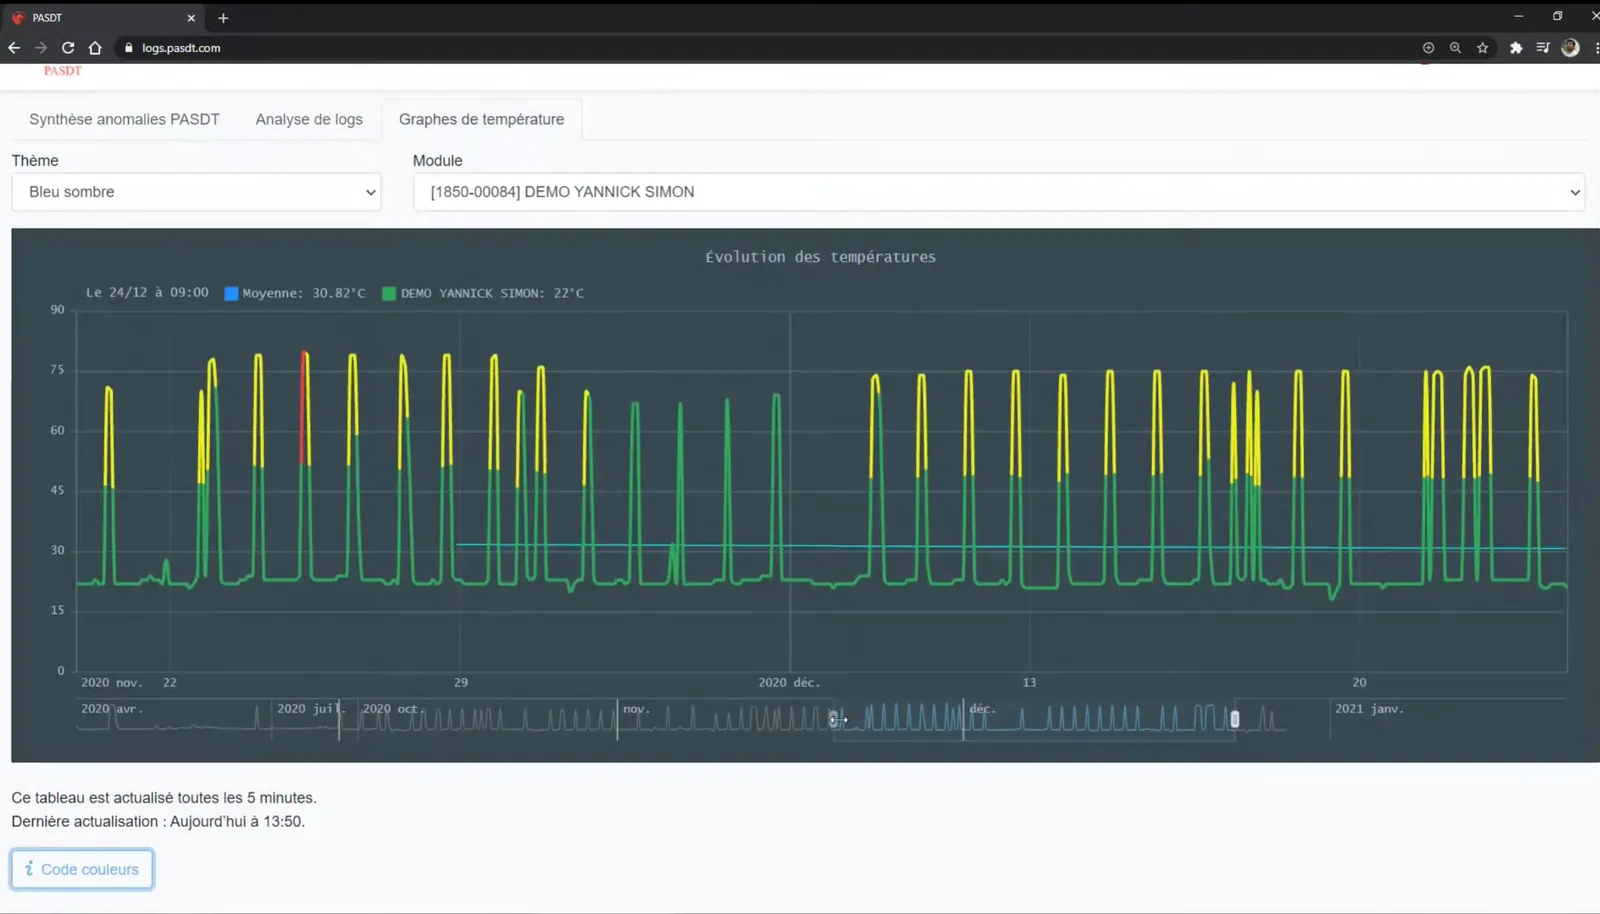 PASDT
logs.pasdt.com
PASDT
Synthèse anomalies PASDT
Analyse de logs
Graphes de température
Thème
Module
Bleu sombre
[1850-00084] DEMO YANNICK SIMON
Évolution des températures
Le 24/12 à 09:00 Moyenne: 30.82°C DEMO YANNICK SIMON: 22°C
90
75
60
45
30
15
0
2020 nov. 22 29 2020 déc. 13 20
2020 avr. 2020 juil. 2020 oct. nov. déc. 2021 janv.
Ce tableau est actualisé toutes les 5 minutes.
Dernière actualisation : Aujourd'hui à 13:50.
i Code couleurs